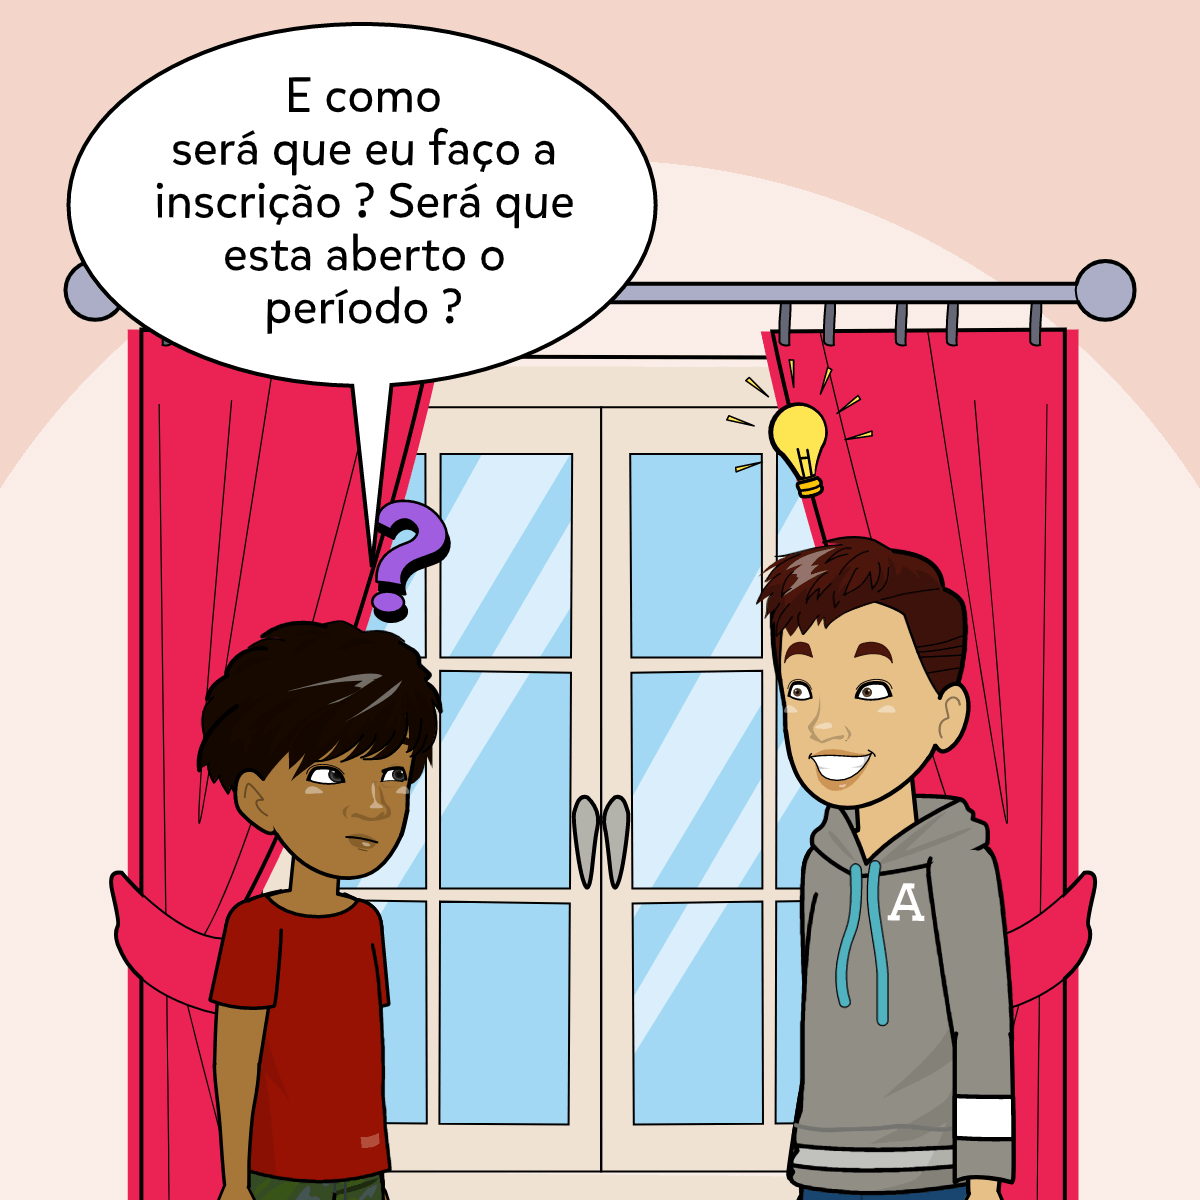 E como
será que eu faço a
inscrição ? Será que
esta aberto o
período ?
A